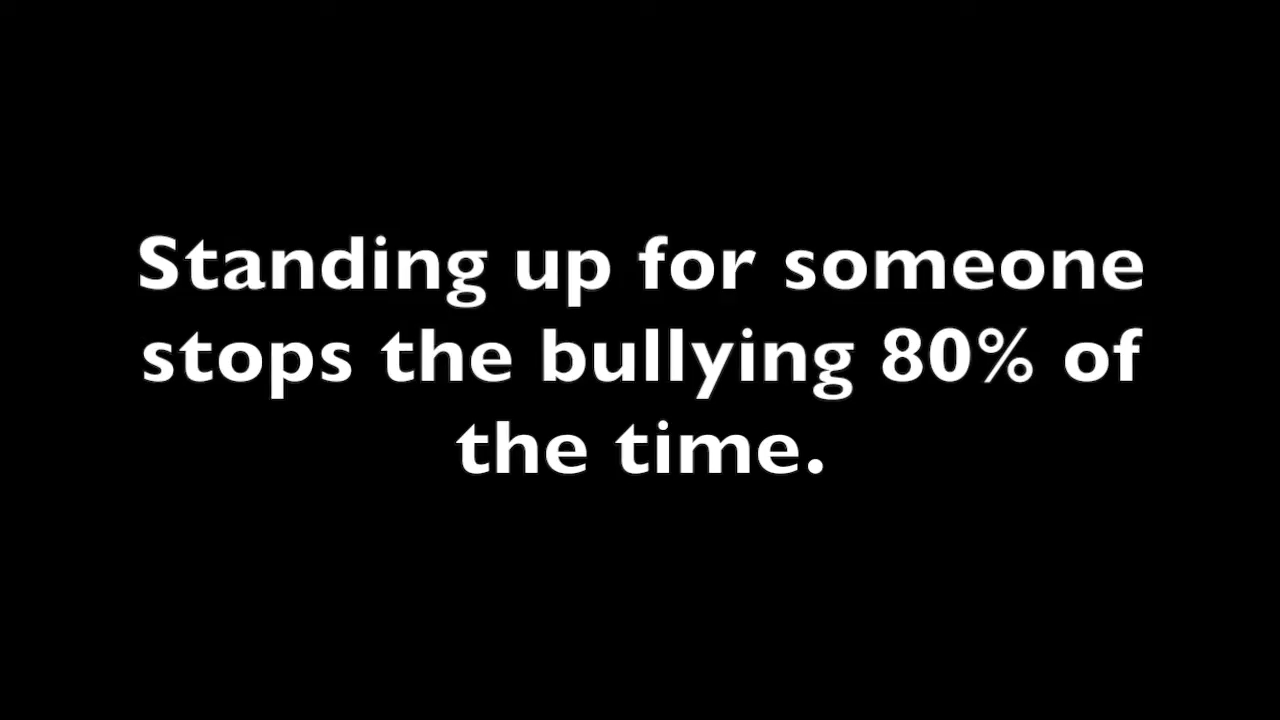 Standing up for someone
stops the bullying 80% of
the time.